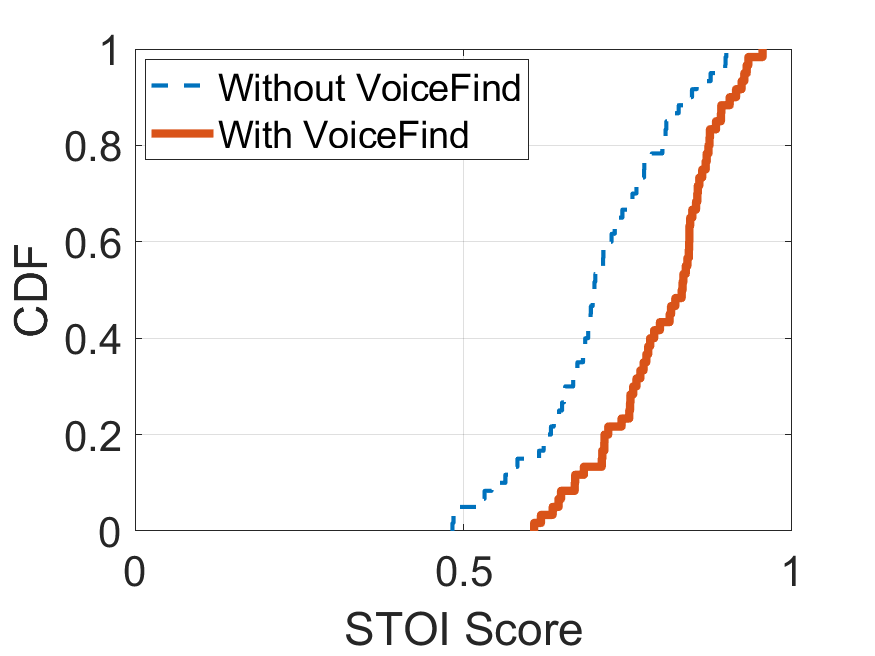 1
0.8
0.6
0.4
0.2
0
CDF
Without VoiceFind
With VoiceFind
0
0.5
1
STOI Score